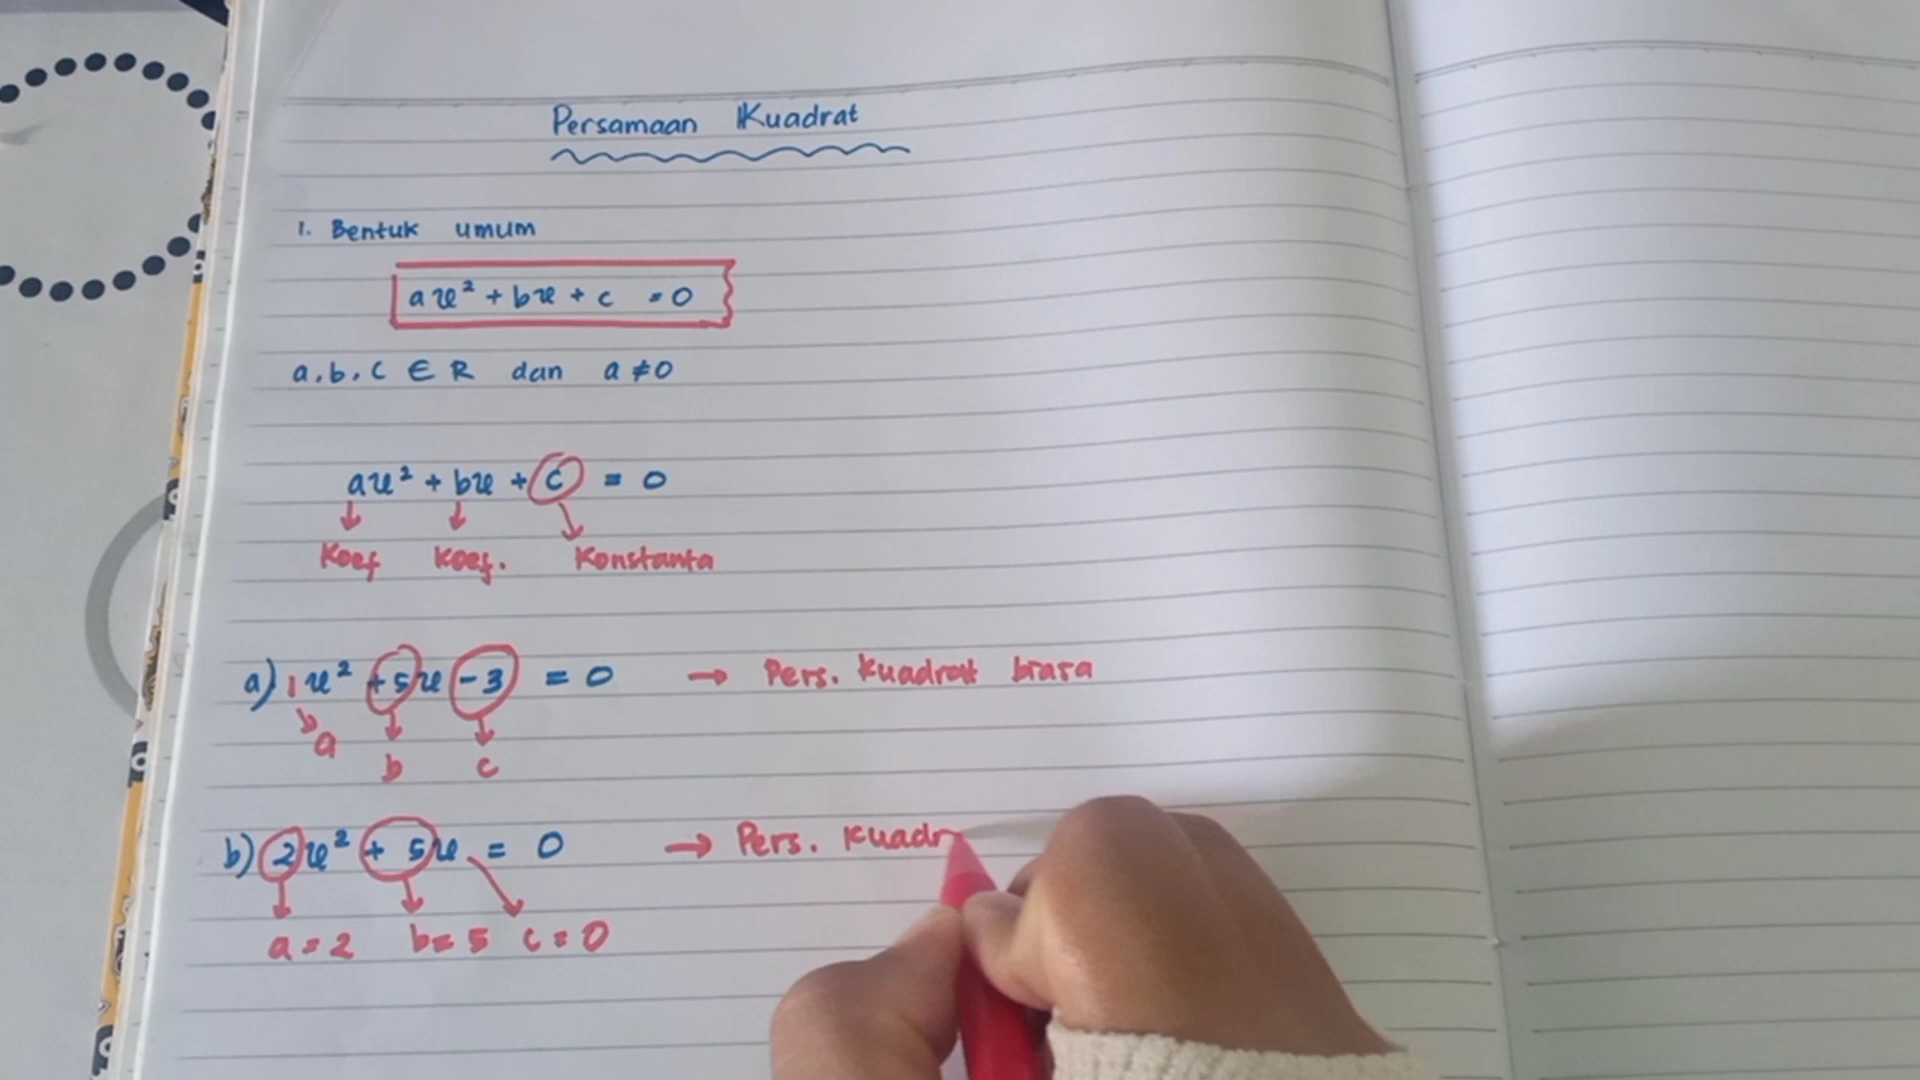 Persamaan Kuadrat
1. Bentuk umum
ax² + bx + c = 0
a, b, c ∈ R dan a ≠ 0
ax² + bx + c = 0
Koef Koef. Konstanta
a) 1x² +5x -3 = 0 → Pers. Kuadrat biasa
a b c
b) 2x² + 5x = 0 → Pers. Kuadr
a = 2 b = 5 c = 0